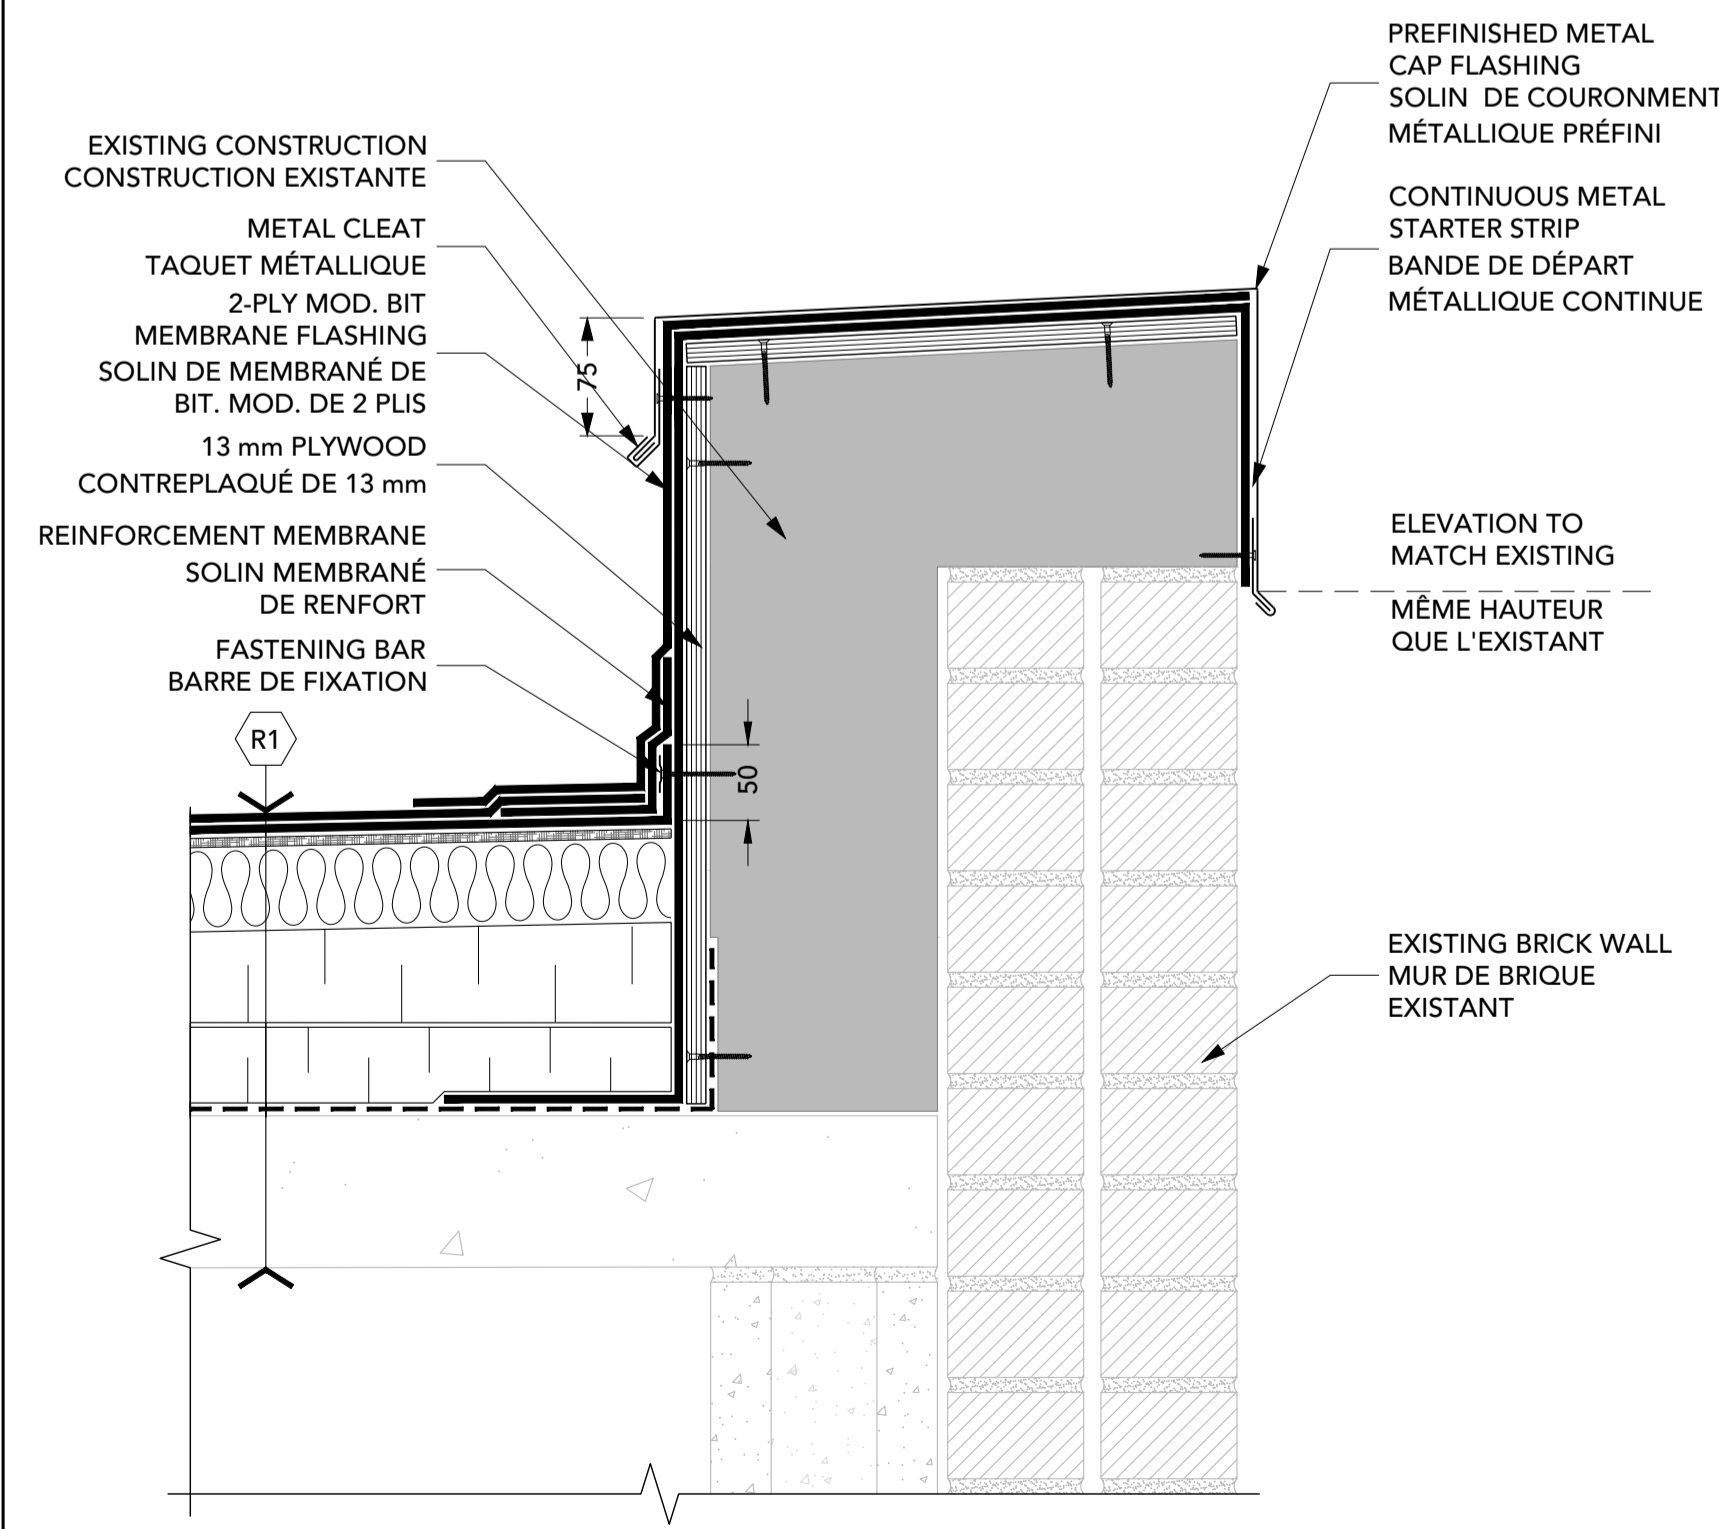 EXISTING CONSTRUCTION
CONSTRUCTION EXISTANTE
METAL CLEAT
TAQUET MÉTALLIQUE
2-PLY MOD. BIT
MEMBRANE FLASHING
SOLIN DE MEMBRANÉ DE
BIT. MOD. DE 2 PLIS
13 mm PLYWOOD
CONTREPLAQUÉ DE 13 mm
REINFORCEMENT MEMBRANE
SOLIN MEMBRANÉ
DE RENFORT
FASTENING BAR
BARRE DE FIXATION
R1
75
50
PREFINISHED METAL
CAP FLASHING
SOLIN DE COURONMENT
MÉTALLIQUE PRÉFINI
CONTINUOUS METAL
STARTER STRIP
BANDE DE DÉPART
MÉTALLIQUE CONTINUE
ELEVATION TO
MATCH EXISTING
MÊME HAUTEUR
QUE L'EXISTANT
EXISTING BRICK WALL
MUR DE BRIQUE
EXISTANT